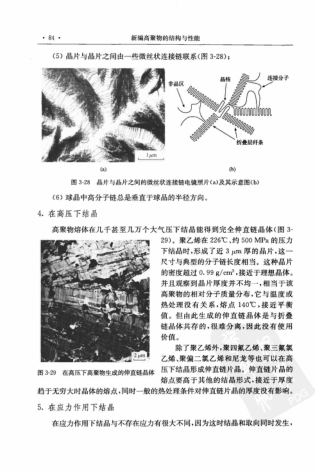 · 84 ·
新编高聚物的结构与性能
(5) 晶片与晶片之间由一些微丝状连接链联系(图 3-28);
非晶区
晶核
连接分子
折叠层纤条
1μm
(a)
(b)
图 3-28 晶片与晶片之间的微丝状连接链电镜照片(a)及其示意图(b)
(6) 球晶中高分子链总是垂直于球晶的半径方向。
4. 在高压下结晶
高聚物熔体在几千甚至几万个大气压下结晶能得到完全伸直链晶体(图 3-
29)。聚乙烯在 226℃、约 500 MPa 的压力
下结晶时,形成了近 3 μm 厚的晶片,这一
尺寸与典型的分子链长度相当。这种晶片
的密度超过 0.99 g/cm³,接近于理想晶体。
并且观察到晶片厚度并不均一,相当于该
高聚物的相对分子质量分布,它与温度或
热处理没有关系,熔点 140℃,接近平衡
值。但由此生成的伸直链晶体是与折叠
链晶体共存的,很难分离,因此没有使用
价值。
除了聚乙烯外,聚四氟乙烯、聚三氟氯
乙烯、聚偏二氯乙烯和尼龙等也可以在高
压下结晶形成伸直链片晶。伸直链片晶的
熔点要高于其他的结晶形式,接近于厚度
2 μm
图 3-29 在高压下高聚物生成的伸直链晶体
趋于无穷大时晶体的熔点,同时一般的热处理条件对伸直链片晶的厚度没有影响。
5. 在应力作用下结晶
在应力作用下结晶与不存在应力有很大不同,因为这时结晶和取向同时发生,